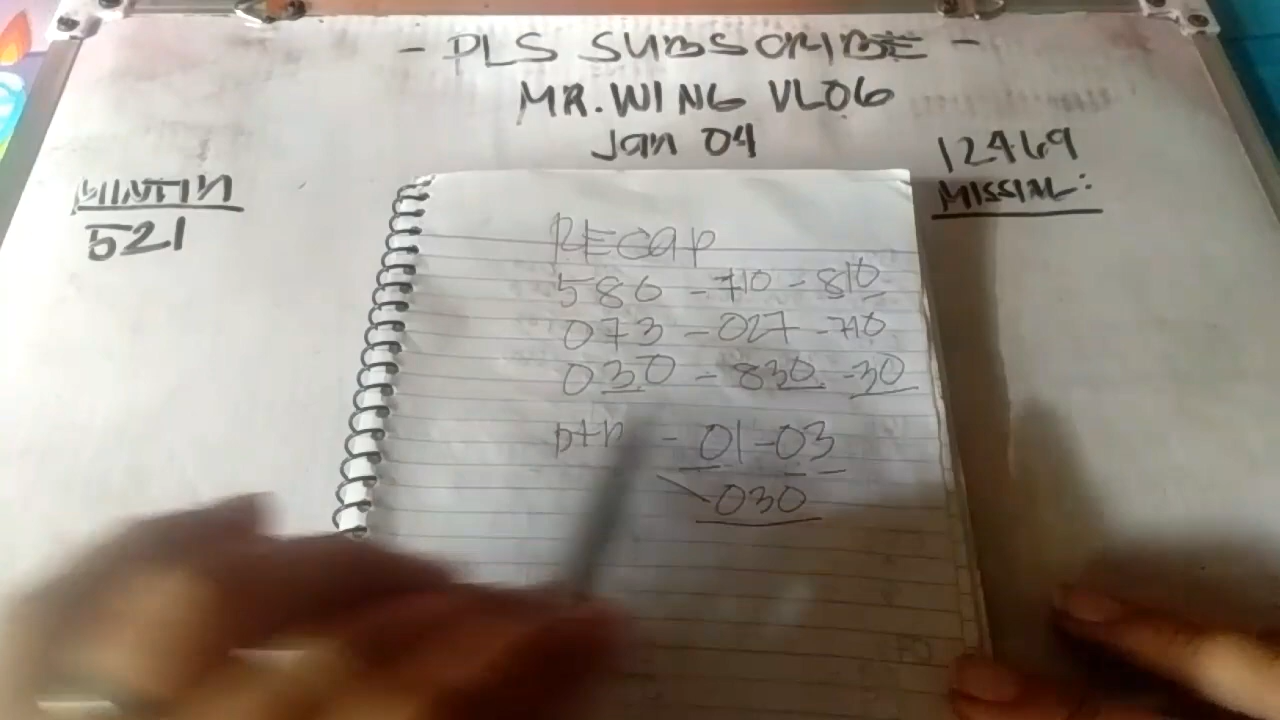 - PLS SUBSCRIBE -
MR.WING VLOG
Jan 04
12469
MISSING:
521
RECAP
586 - 710 - 810
073 - 027 - 710
030 - 830 - 30
- 01 - 03
030